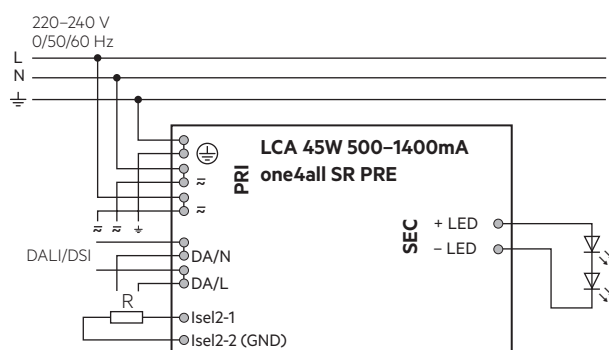 220–240 V
0/50/60 Hz
L
N
LCA 45W 500–1400mA
one4all SR PRE
PRI
SEC
+ LED
– LED
DALI/DSI
DA/N
DA/L
R
Isel2-1
Isel2-2 (GND)